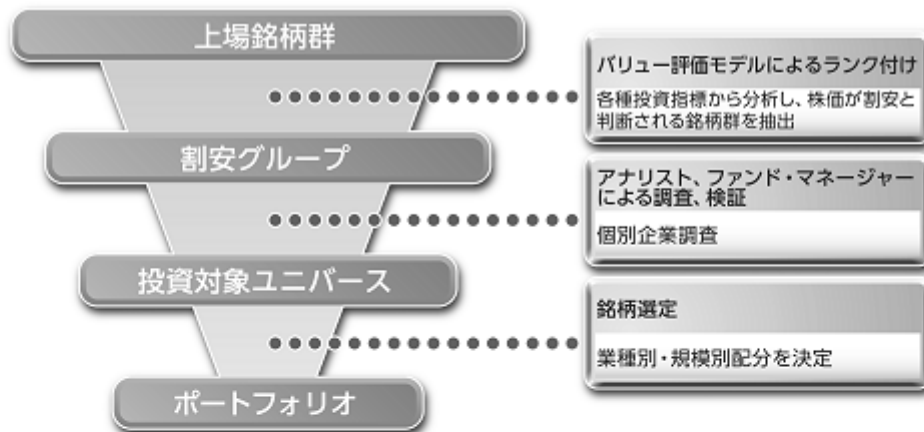 上場銘柄群
バリュー評価モデルによるランク付け
各種投資指標から分析し、株価が割安と
判断される銘柄群を抽出
割安グループ
アナリスト、ファンド・マネージャー
による調査、検証
個別企業調査
投資対象ユニバース
銘柄選定
業種別・規模別配分を決定
ポートフォリオ